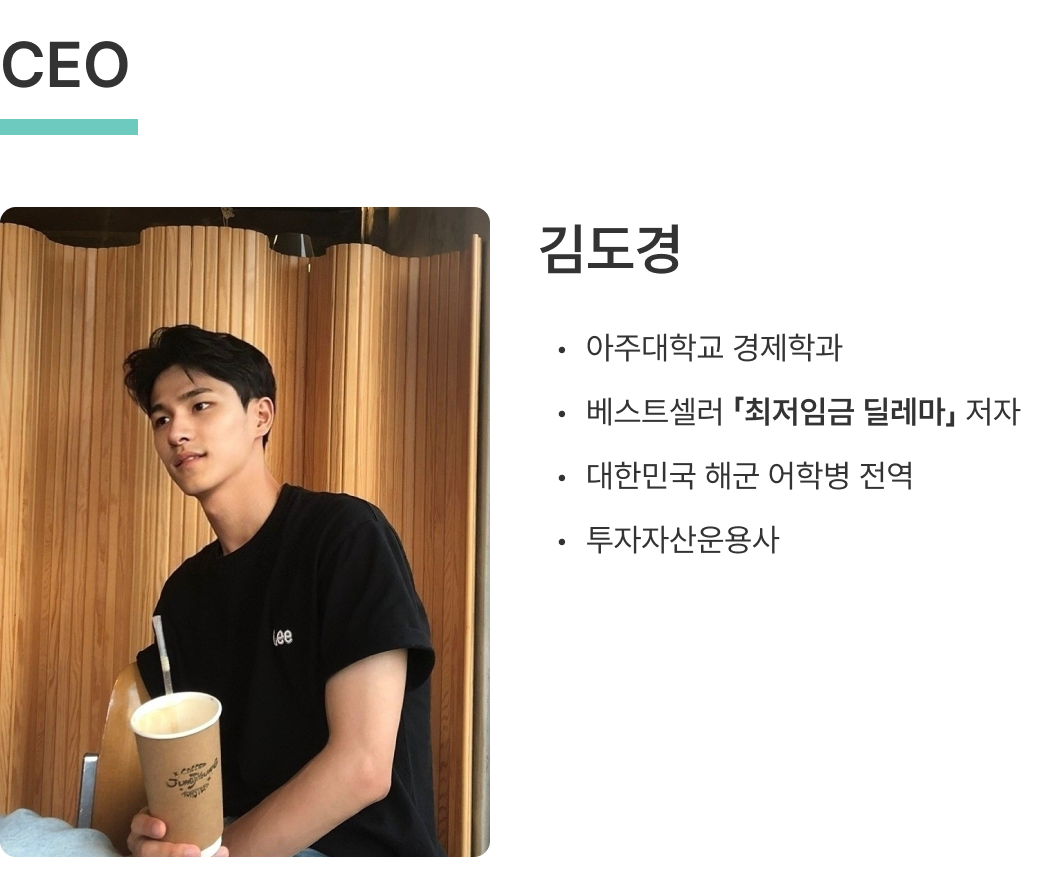 CEO
김도경
• 아주대학교 경제학과
• 베스트셀러 「최저임금 딜레마」 저자
• 대한민국 해군 어학병 전역
• 투자자산운용사
Lee
COFFEE